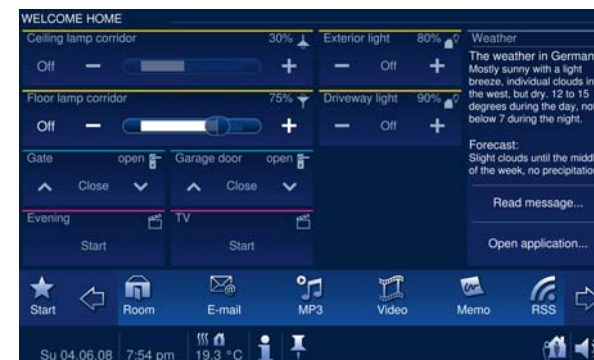 WELCOME HOME
Ceiling lamp corridor 30%
Exterior light 80%
Weather
Off
Off
The weather in German
Mostly sunny with a light
breeze, individual clouds in
the west, but dry. 12 to 15
degrees during the day, not
below 7 during the night.
Floor lamp corridor 75%
Driveway light 90%
Off
Off
Forecast:
Slight clouds until the middl
of the week, no precipitation
Gate open
Garage door open
Close
Close
Read message...
Evening
TV
Start
Start
Open application...
Start
Room
E-mail
MP3
Video
Memo
RSS
Su 04.06.08
7:54 pm
19.3 °C